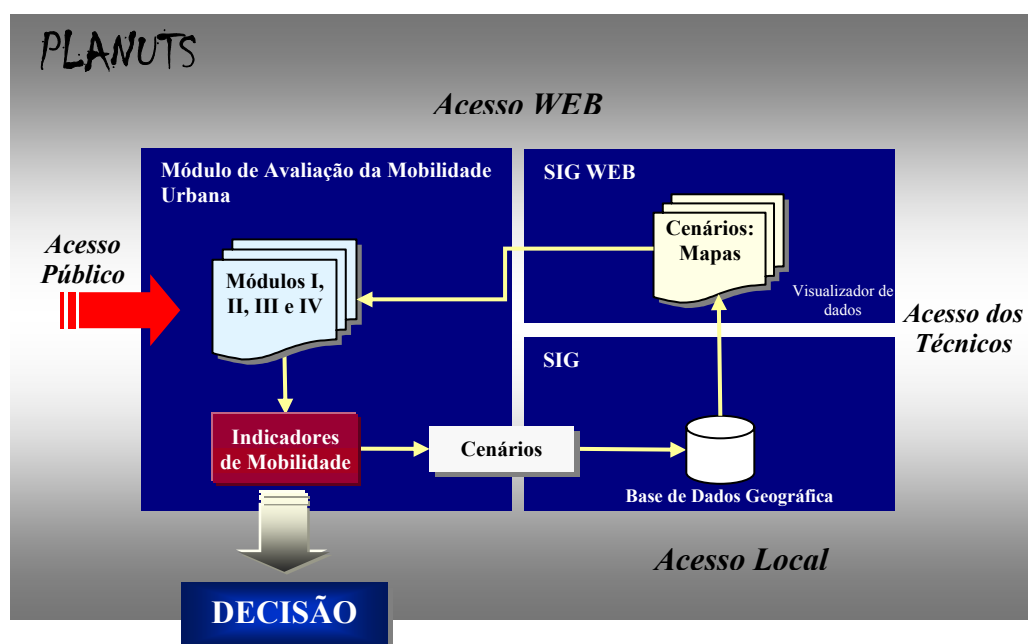 PLANUTS
Acesso WEB
Módulo de Avaliação da Mobilidade
Urbana
SIG WEB
Acesso
Público
Módulos I,
II, III e IV
Cenários:
Mapas
Visualizador de
dados
Acesso dos
Técnicos
SIG
Indicadores
de Mobilidade
Cenários
Base de Dados Geográfica
Acesso Local
DECISÃO